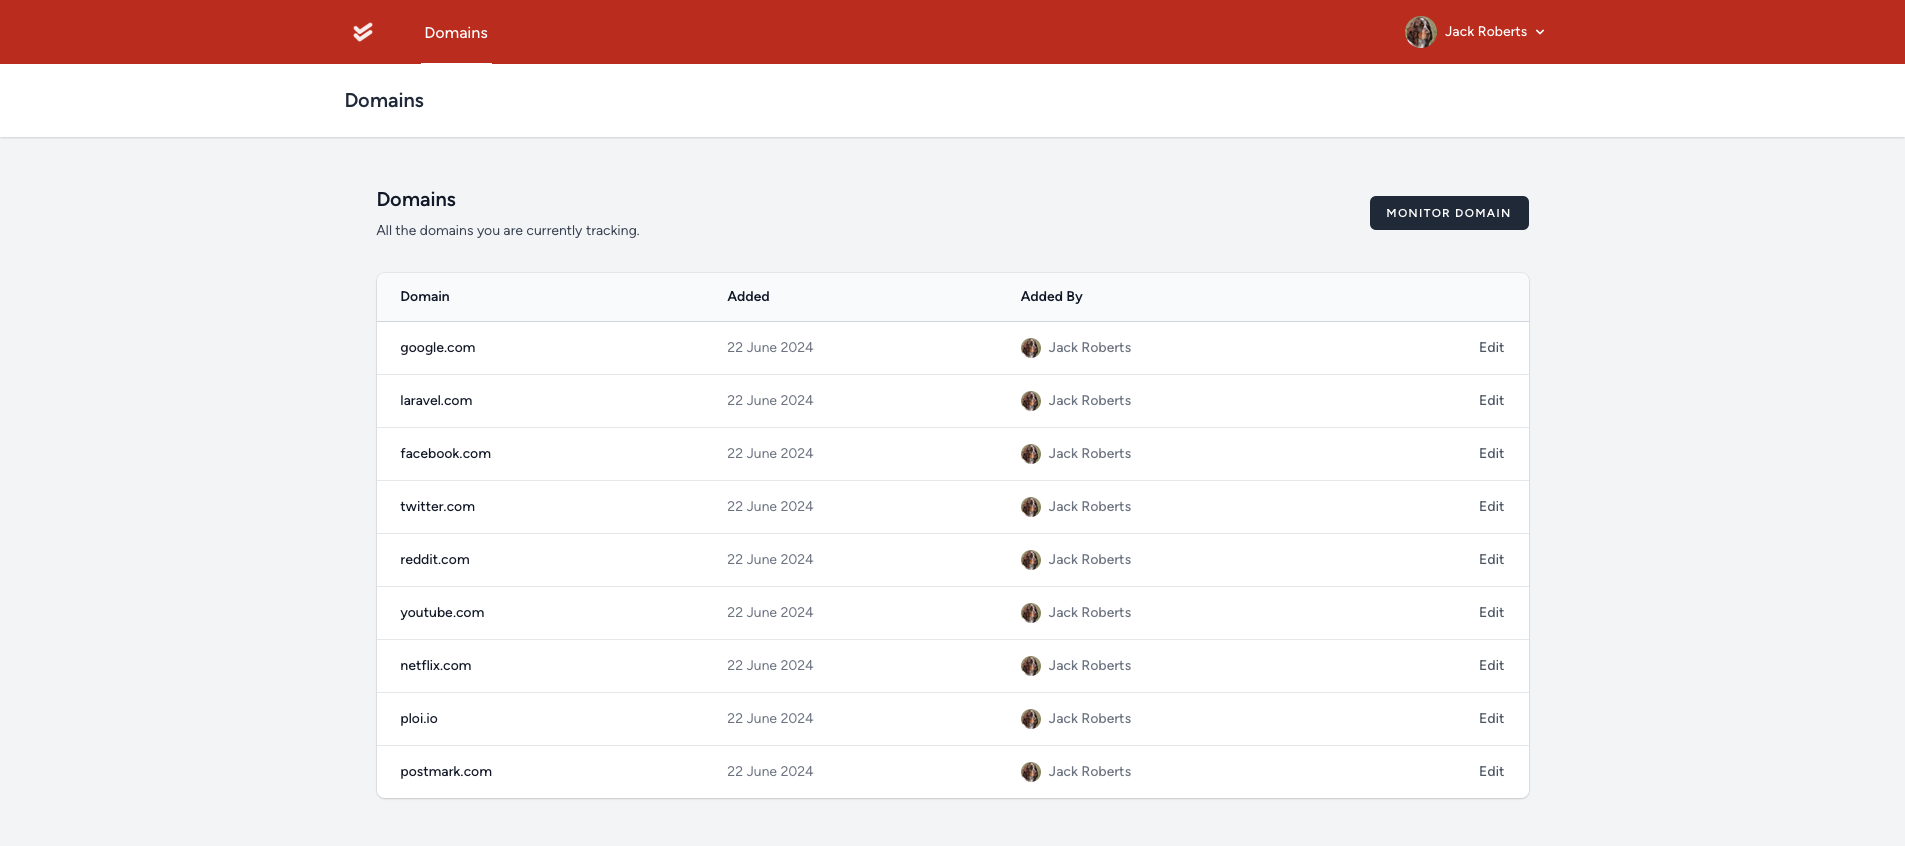 Domains
Jack Roberts
Domains
Domains
All the domains you are currently tracking.
MONITOR DOMAIN
Domain Added Added By
google.com 22 June 2024 Jack Roberts Edit
laravel.com 22 June 2024 Jack Roberts Edit
facebook.com 22 June 2024 Jack Roberts Edit
twitter.com 22 June 2024 Jack Roberts Edit
reddit.com 22 June 2024 Jack Roberts Edit
youtube.com 22 June 2024 Jack Roberts Edit
netflix.com 22 June 2024 Jack Roberts Edit
ploi.io 22 June 2024 Jack Roberts Edit
postmark.com 22 June 2024 Jack Roberts Edit